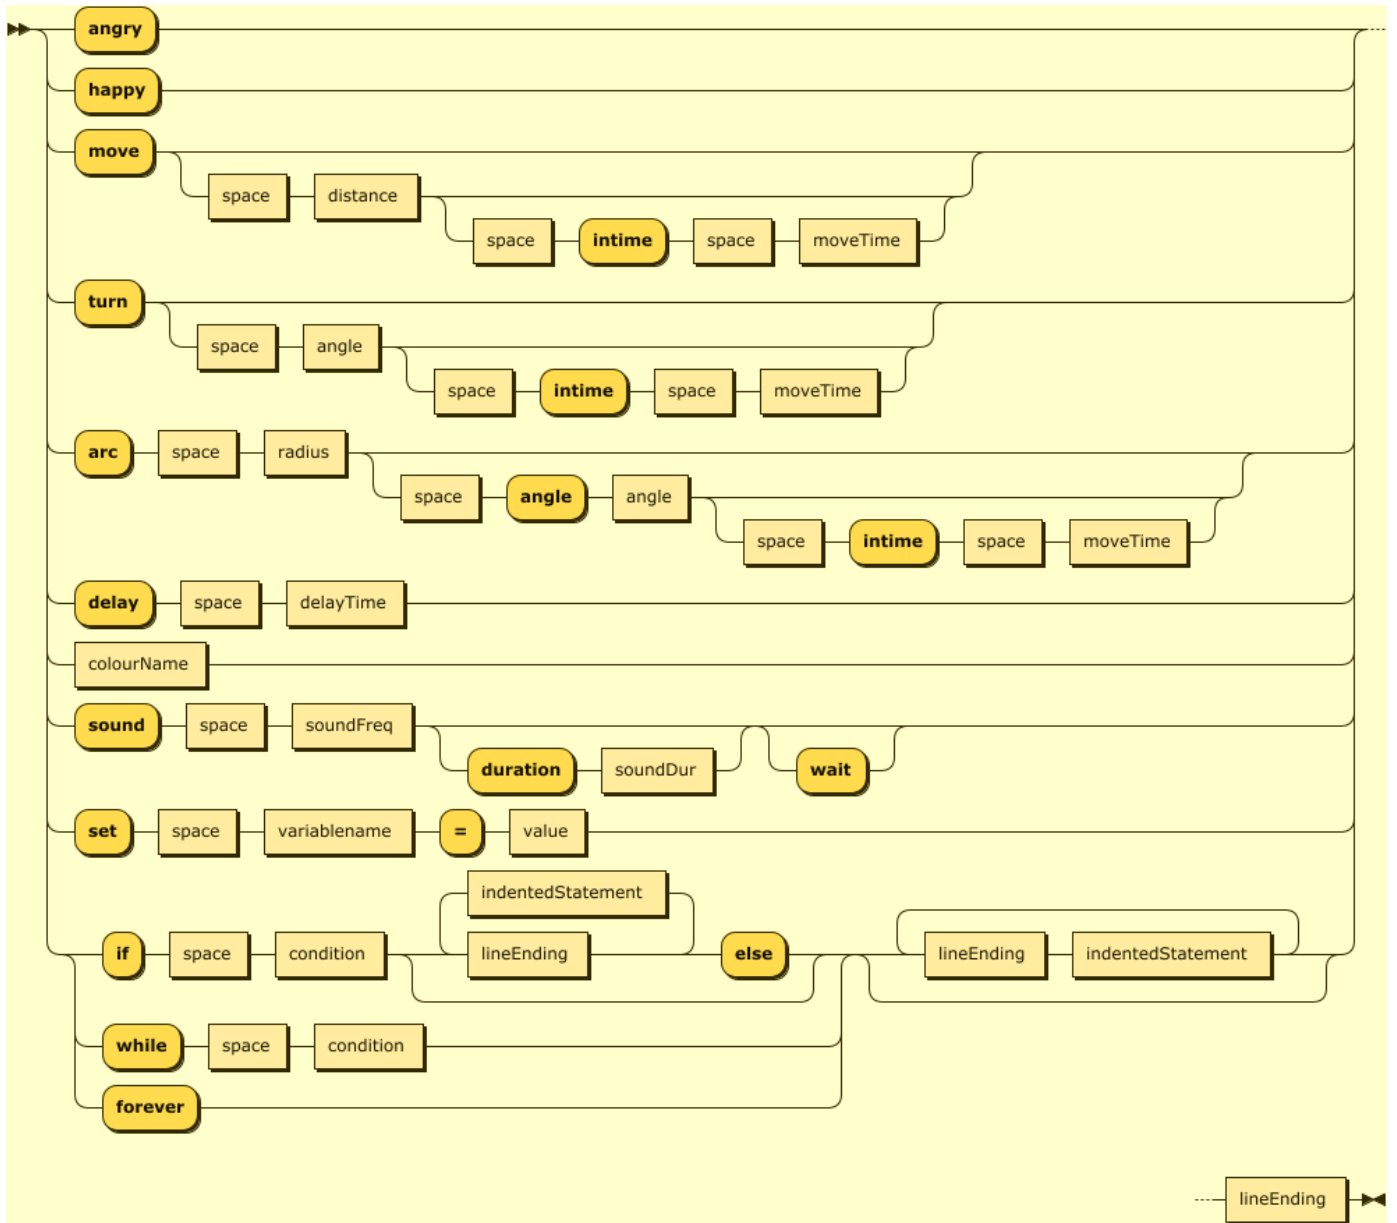 angry
happy
move
space distance
space intime space moveTime
turn
space angle
space intime space moveTime
arc space radius
space angle angle
space intime space moveTime
delay space delayTime
colourName
sound space soundFreq
duration soundDur wait
set space variablename = value
indentedStatement
if space condition lineEnding else lineEnding indentedStatement
while space condition
forever
lineEnding